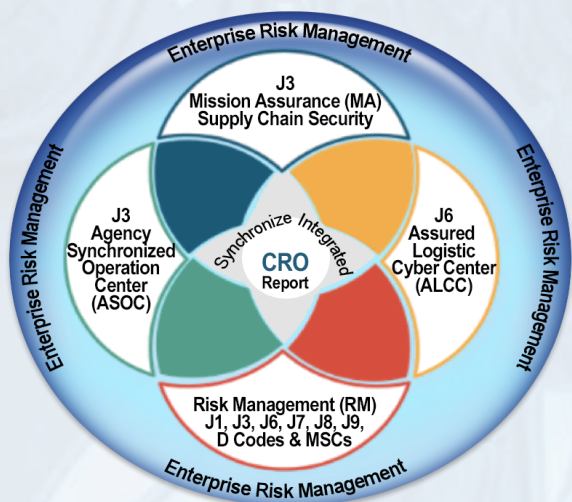 Enterprise Risk Management
J3
Mission Assurance (MA)
Supply Chain Security
Enterprise Risk Management
J3
Agency
Synchronized
Operation
Center
(ASOC)
Synchronize Integrated
CRO
Report
J6
Assured
Logistic
Cyber Center
(ALCC)
Enterprise Risk Management
Risk Management (RM)
J1, J3, J6, J7, J8, J9,
D Codes & MSCs
Enterprise Risk Management